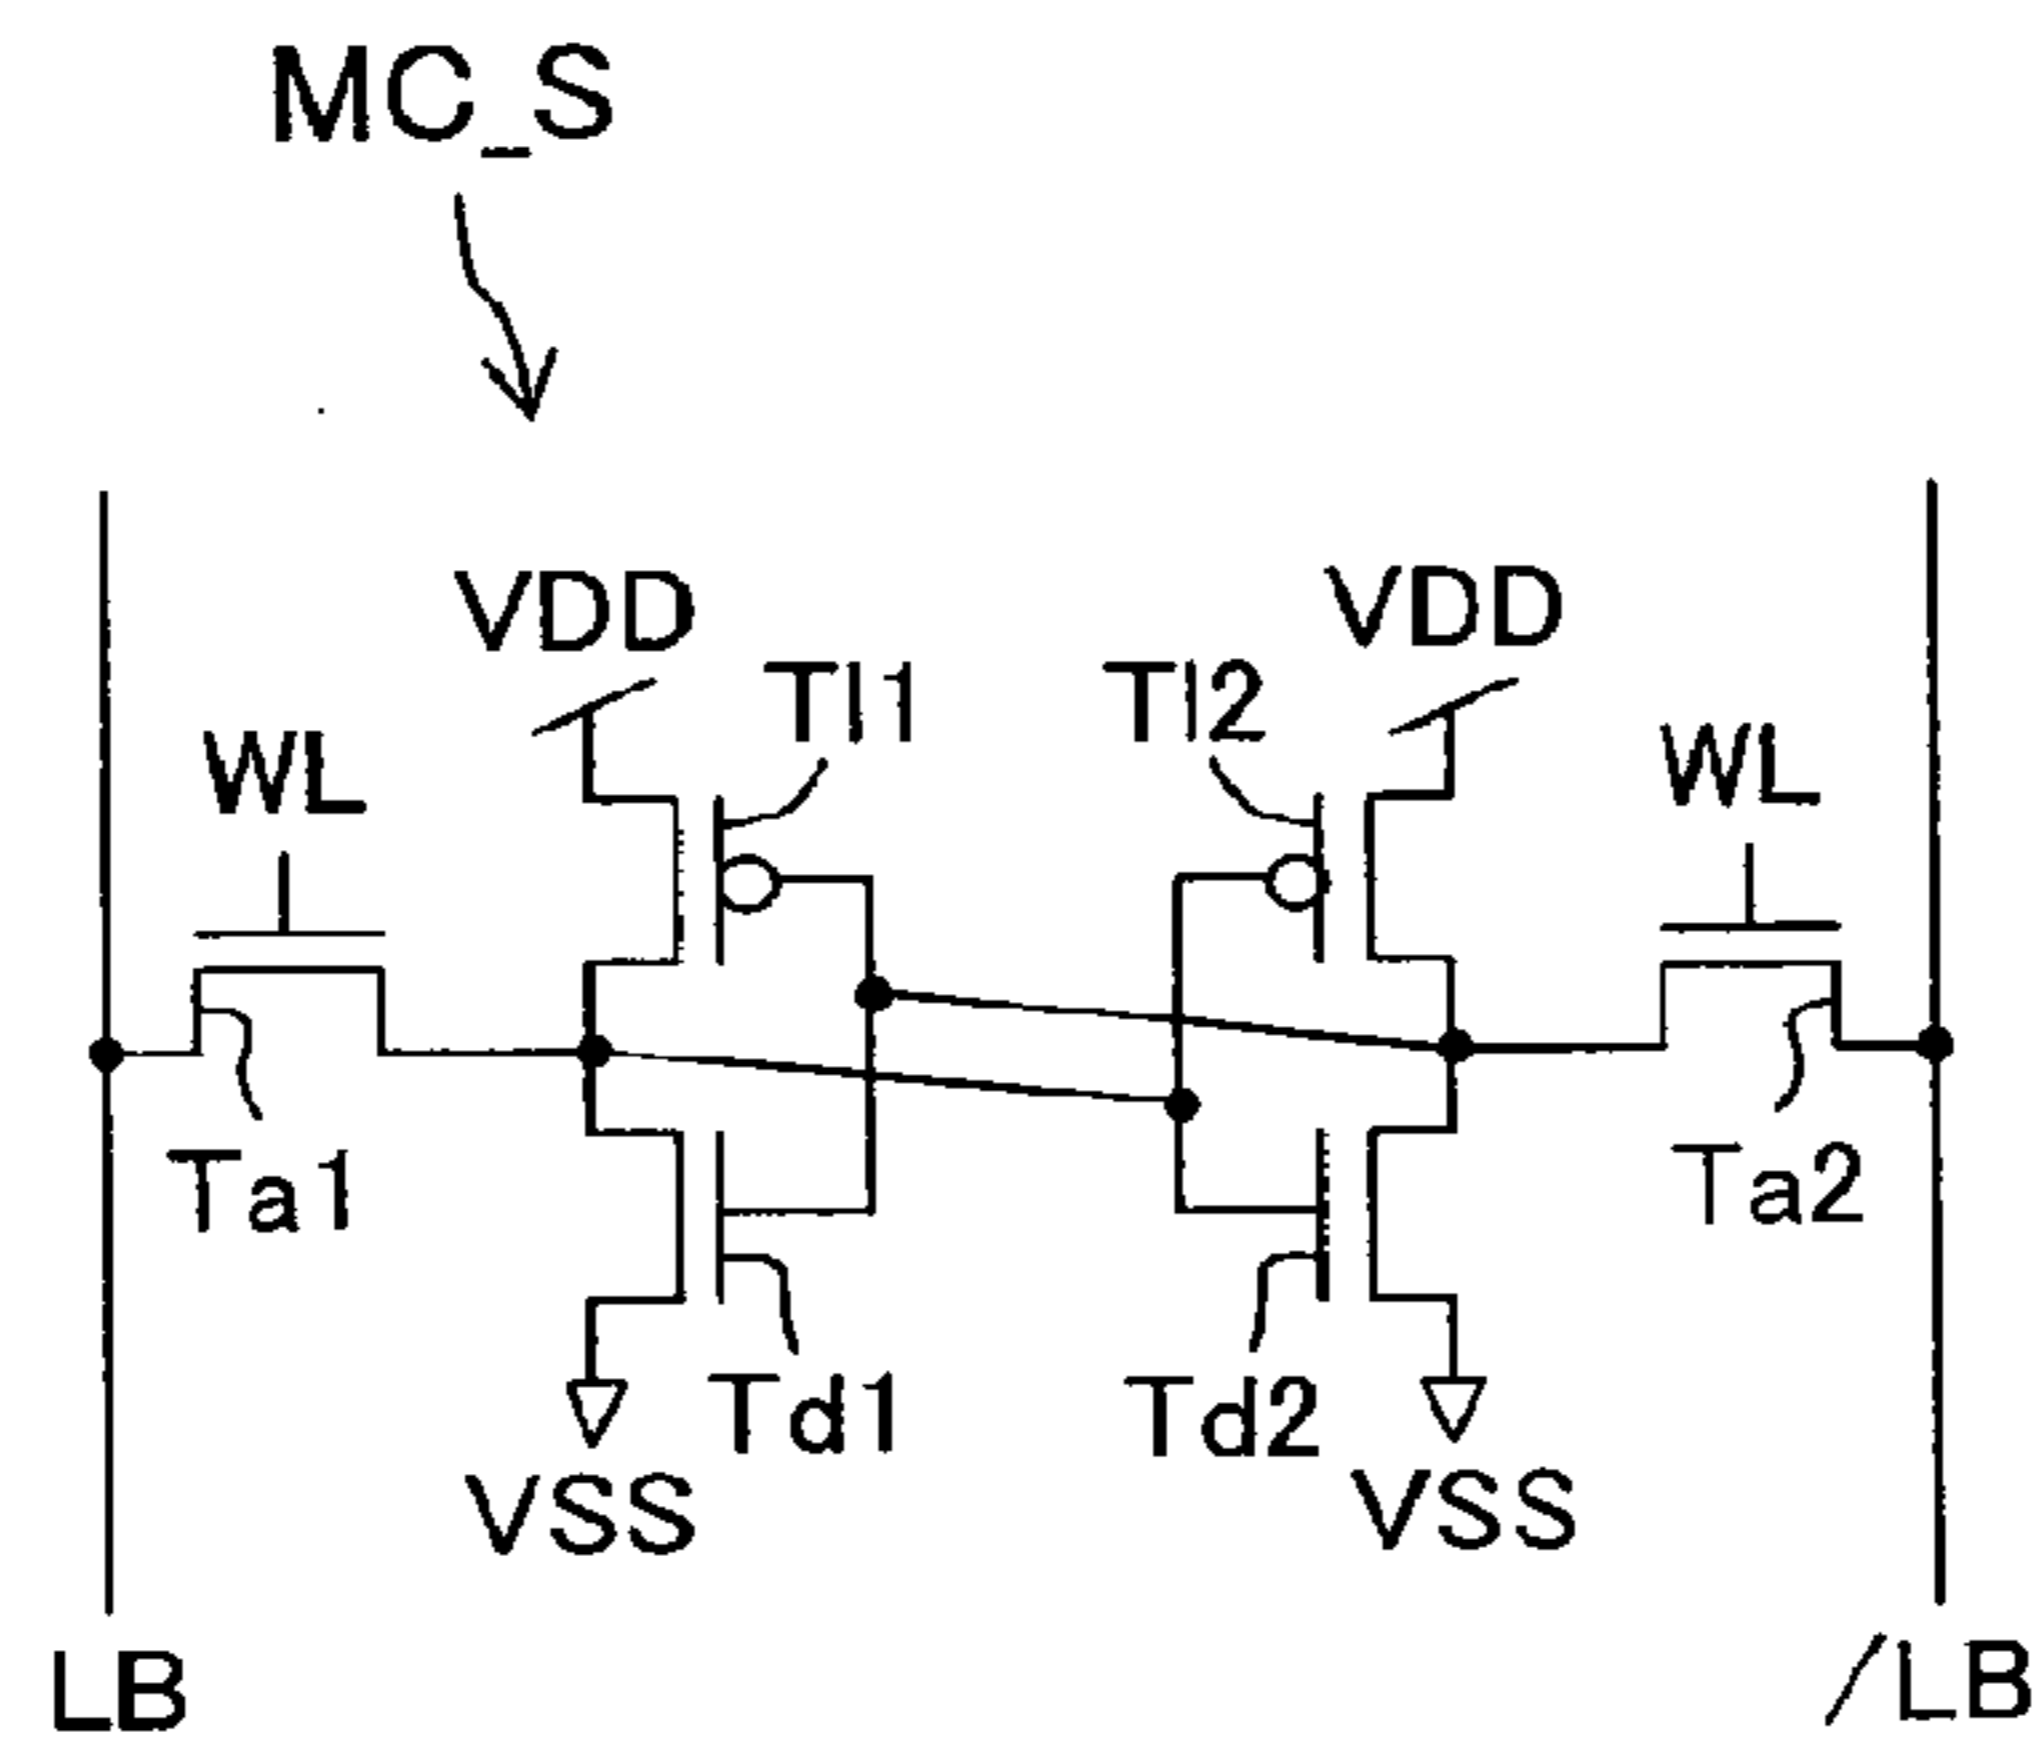 MC_S
VDD
VDD
Tl1
Tl2
WL
WL
Ta1
Ta2
Td1
Td2
VSS
VSS
LB
/LB